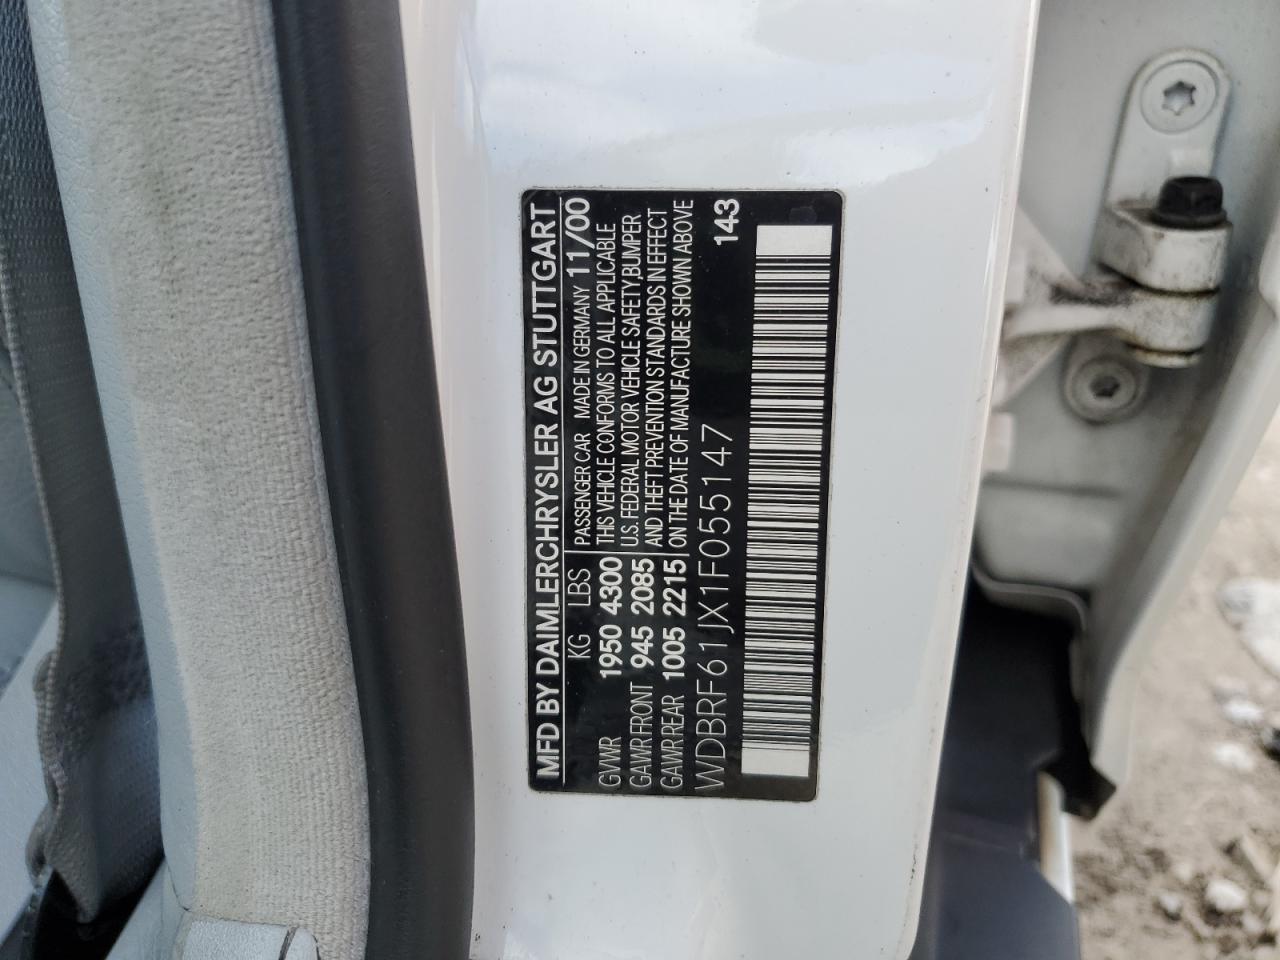 MFD BY DAIMLERCHRYSLER AG STUTTGART
KG LBS
GVWR 1950 4300
GAWR FRONT 945 2085
GAWR REAR 1005 2215
PASSENGER CAR MADE IN GERMANY 11/00
THIS VEHICLE CONFORMS TO ALL APPLICABLE
U.S. FEDERAL MOTOR VEHICLE SAFETY,BUMPER
AND THEFT PREVENTION STANDARDS IN EFFECT
ON THE DATE OF MANUFACTURE SHOWN ABOVE
WDBRF61JX1F055147
143